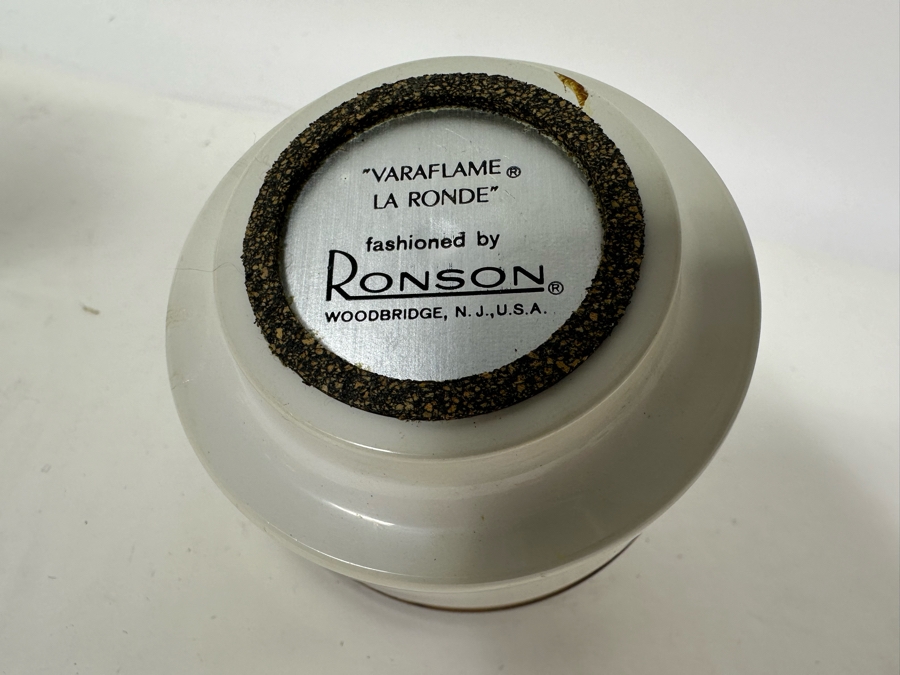 "VARAFLAME®
LA RONDE"
fashioned by
RONSON®
WOODBRIDGE, N.J., U.S.A.